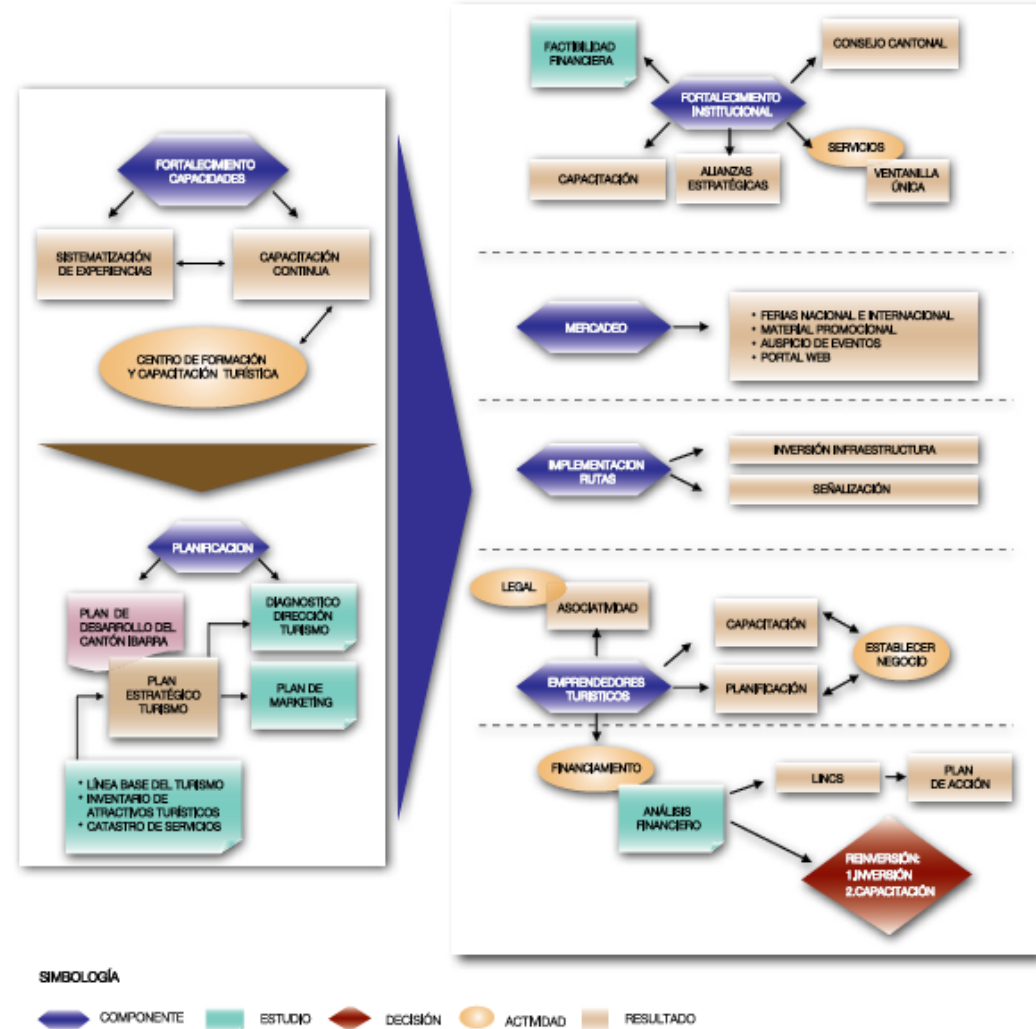 FORTALECIMIENTO
CAPACIDADES
SISTEMATIZACIÓN
DE EXPERIENCIAS
CAPACITACIÓN
CONTINUA
CENTRO DE FORMACIÓN
Y CAPACITACIÓN TURÍSTICA
PLANIFICACION
PLAN DE
DESARROLLO DEL
CANTÓN IBARRA
DIAGNOSTICO
DIRECCIÓN
TURISMO
PLAN
ESTRATÉGICO
TURISMO
PLAN DE
MARKETING
• LÍNEA BASE DEL TURISMO
• INVENTARIO DE
ATRACTIVOS TURÍSTICOS
• CATASTRO DE SERVICIOS
FACTIBILIDAD
FINANCIERA
CONSEJO CANTONAL
FORTALECIMIENTO
INSTITUCIONAL
CAPACITACIÓN
ALIANZAS
ESTRATÉGICAS
SERVICIOS
VENTANILLA
ÚNICA
MERCADEO
• FERIAS NACIONAL E INTERNACIONAL
• MATERIAL PROMOCIONAL
• AUSPICIO DE EVENTOS
• PORTAL WEB
IMPLEMENTACION
RUTAS
INVERSIÓN INFRAESTRUCTURA
SEÑALIZACIÓN
LEGAL
ASOCIATIVIDAD
CAPACITACIÓN
ESTABLECER
NEGOCIO
EMPRENDEDORES
TURISTICOS
PLANIFICACIÓN
FINANCIAMIENTO
ANÁLISIS
FINANCIERO
LINCS
PLAN
DE ACCIÓN
REINVERSIÓN:
1.INVERSIÓN
2.CAPACITACIÓN
SIMBOLOGÍA
COMPONENTE
ESTUDIO
DECISIÓN
ACTIVIDAD
RESULTADO